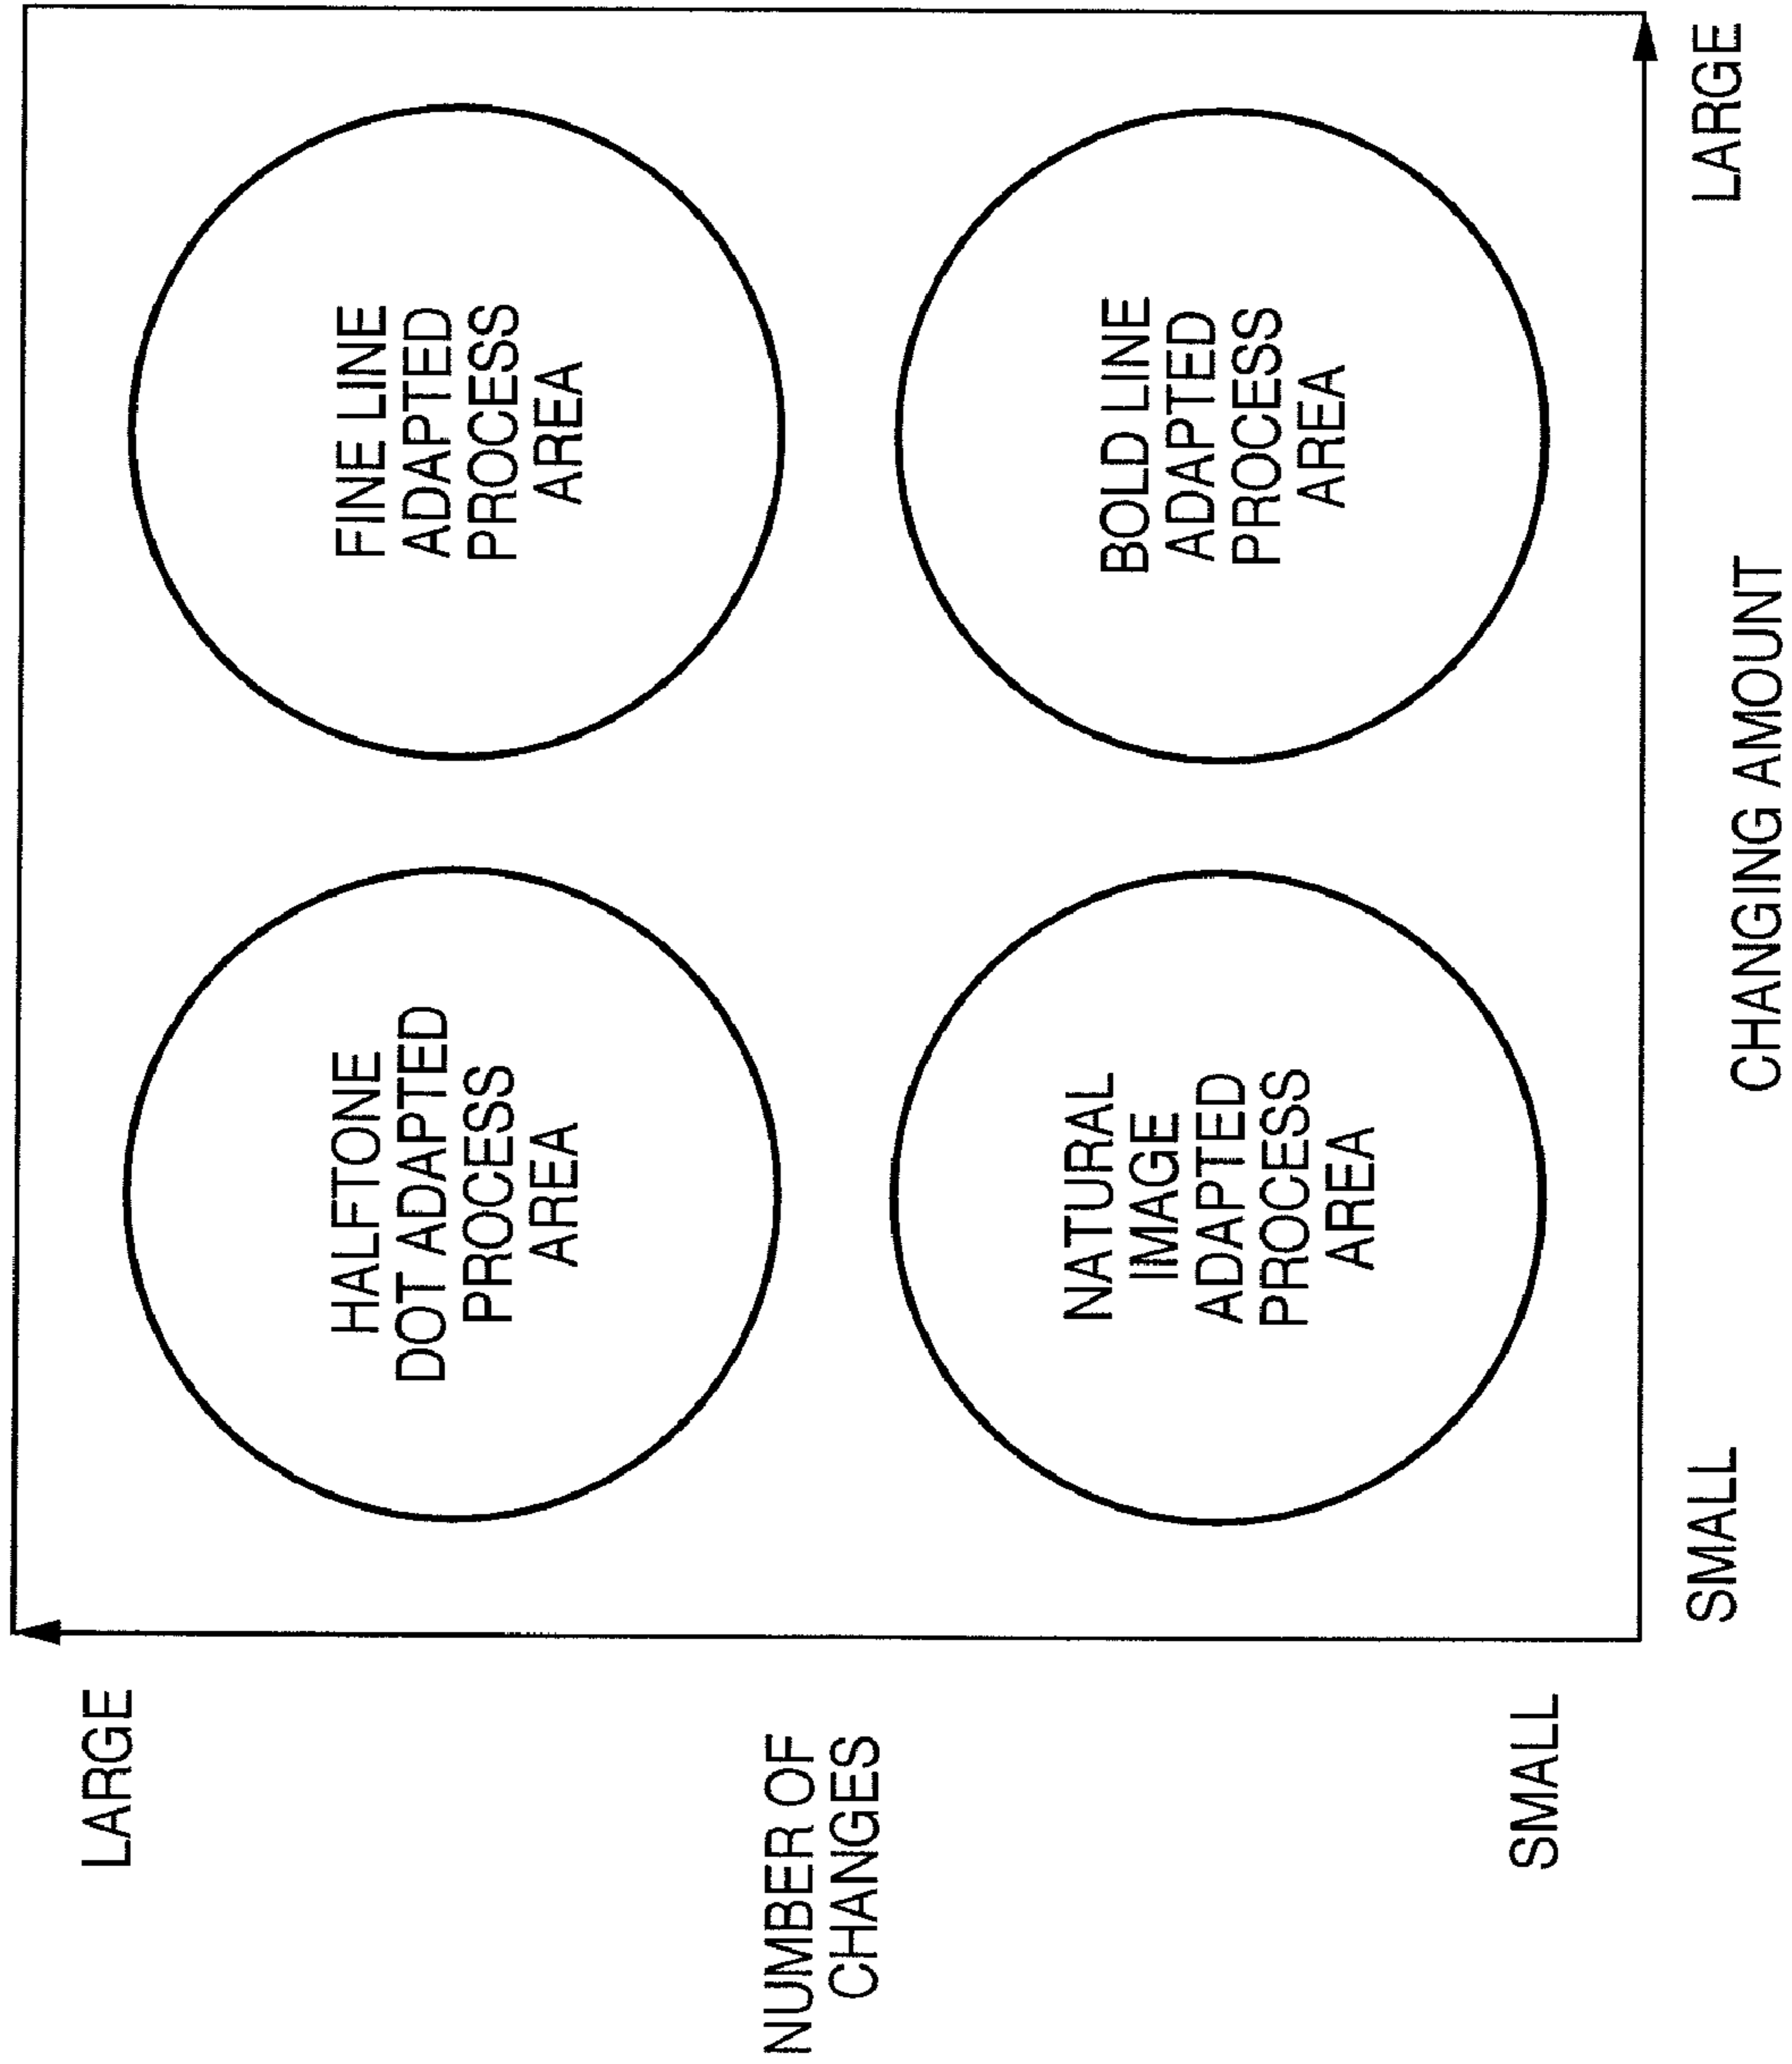 LARGE
NUMBER OF
CHANGES
SMALL
HALFTONE
DOT ADAPTED
PROCESS
AREA
FINE LINE
ADAPTED
PROCESS
AREA
NATURAL
IMAGE
ADAPTED
PROCESS
AREA
BOLD LINE
ADAPTED
PROCESS
AREA
SMALL
CHANGING AMOUNT
LARGE